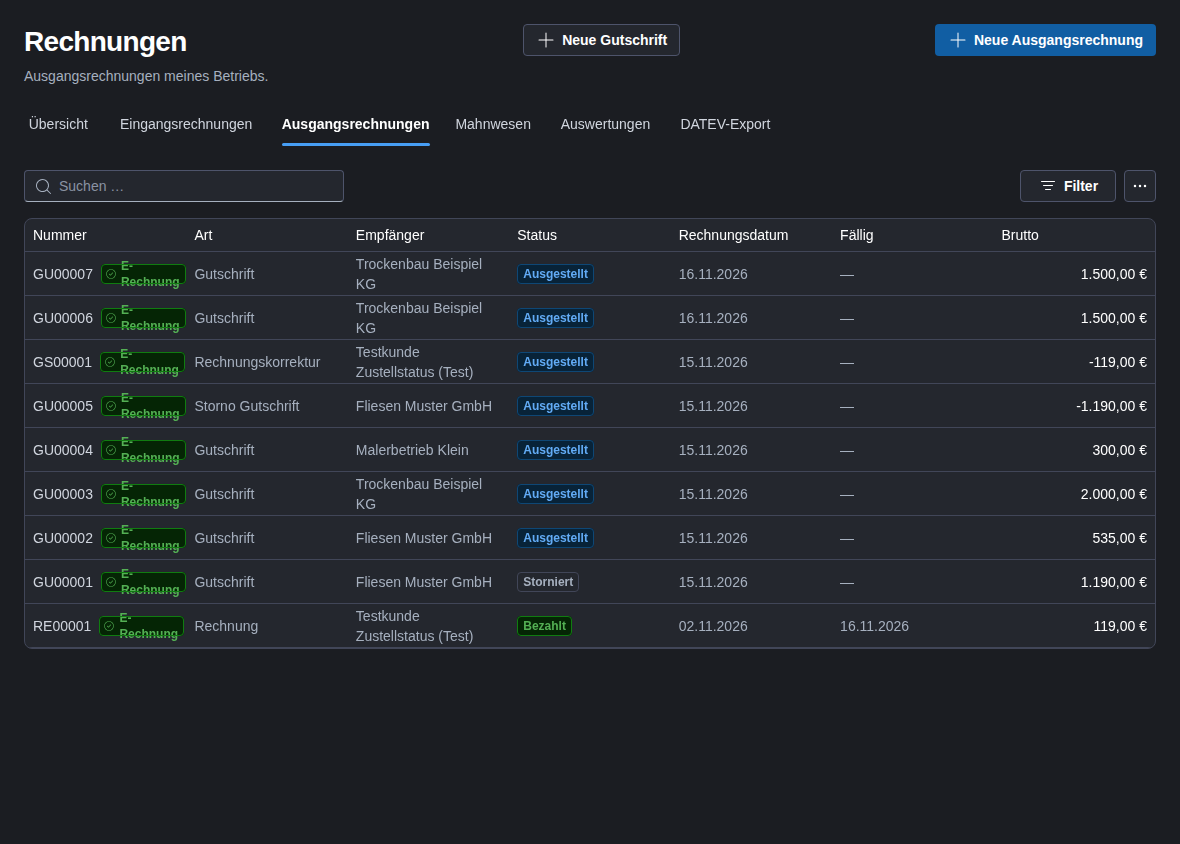 Rechnungen
Neue Gutschrift
Neue Ausgangsrechnung
Ausgangsrechnungen meines Betriebs.
Übersicht
Eingangsrechnungen
Ausgangsrechnungen
Mahnwesen
Auswertungen
DATEV-Export
Suchen …
Filter
Nummer Art Empfänger Status Rechnungsdatum Fällig Brutto
GU00007 E-Rechnung Gutschrift Trockenbau Beispiel KG Ausgestellt 16.11.2026 — 1.500,00 €
GU00006 E-Rechnung Gutschrift Trockenbau Beispiel KG Ausgestellt 16.11.2026 — 1.500,00 €
GS00001 E-Rechnung Rechnungskorrektur Testkunde Zustellstatus (Test) Ausgestellt 15.11.2026 — -119,00 €
GU00005 E-Rechnung Storno Gutschrift Fliesen Muster GmbH Ausgestellt 15.11.2026 — -1.190,00 €
GU00004 E-Rechnung Gutschrift Malerbetrieb Klein Ausgestellt 15.11.2026 — 300,00 €
GU00003 E-Rechnung Gutschrift Trockenbau Beispiel KG Ausgestellt 15.11.2026 — 2.000,00 €
GU00002 E-Rechnung Gutschrift Fliesen Muster GmbH Ausgestellt 15.11.2026 — 535,00 €
GU00001 E-Rechnung Gutschrift Fliesen Muster GmbH Storniert 15.11.2026 — 1.190,00 €
RE00001 E-Rechnung Rechnung Testkunde Zustellstatus (Test) Bezahlt 02.11.2026 16.11.2026 119,00 €